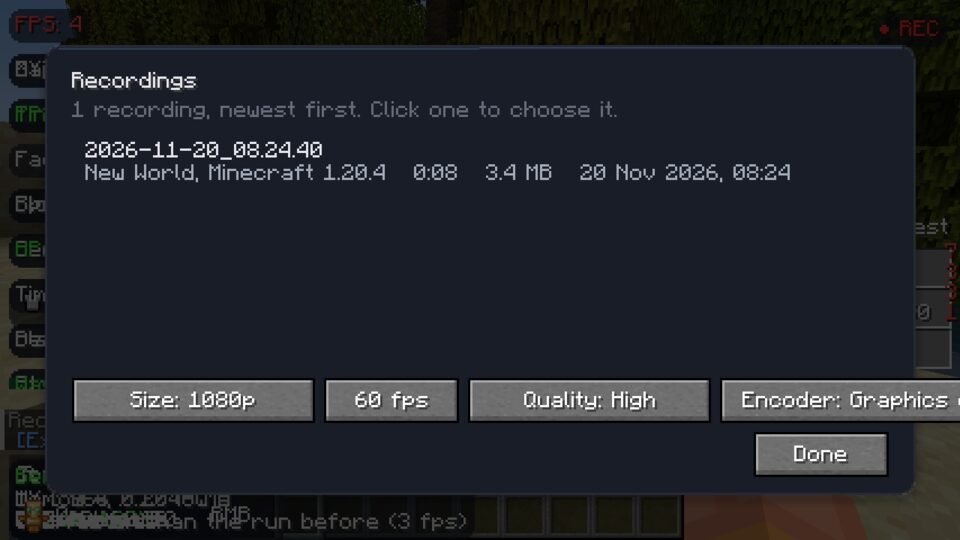 FPS: 4
REC
Recordings
1 recording, newest first. Click one to choose it.
2026-11-20_08.24.40
New World, Minecraft 1.20.4 0:08 3.4 MB 20 Nov 2026, 08:24
Size: 1080p
60 fps
Quality: High
Encoder: Graphics
Done
run before (3 fps)